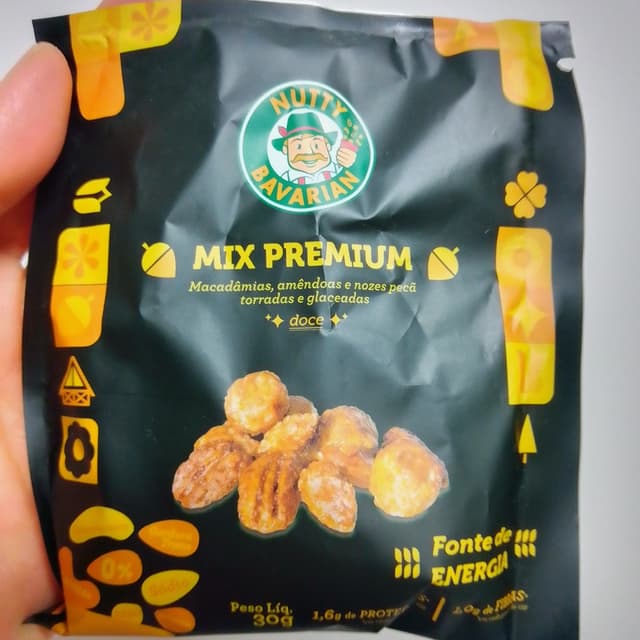 NUTTY
BAVARIAN
MIX PREMIUM
Macadâmias, amêndoas e nozes pecã
torradas e glaceadas
doce
Fonte de
ENERGIA
0%
Sódio
Peso Líq.
30g
1,6g de